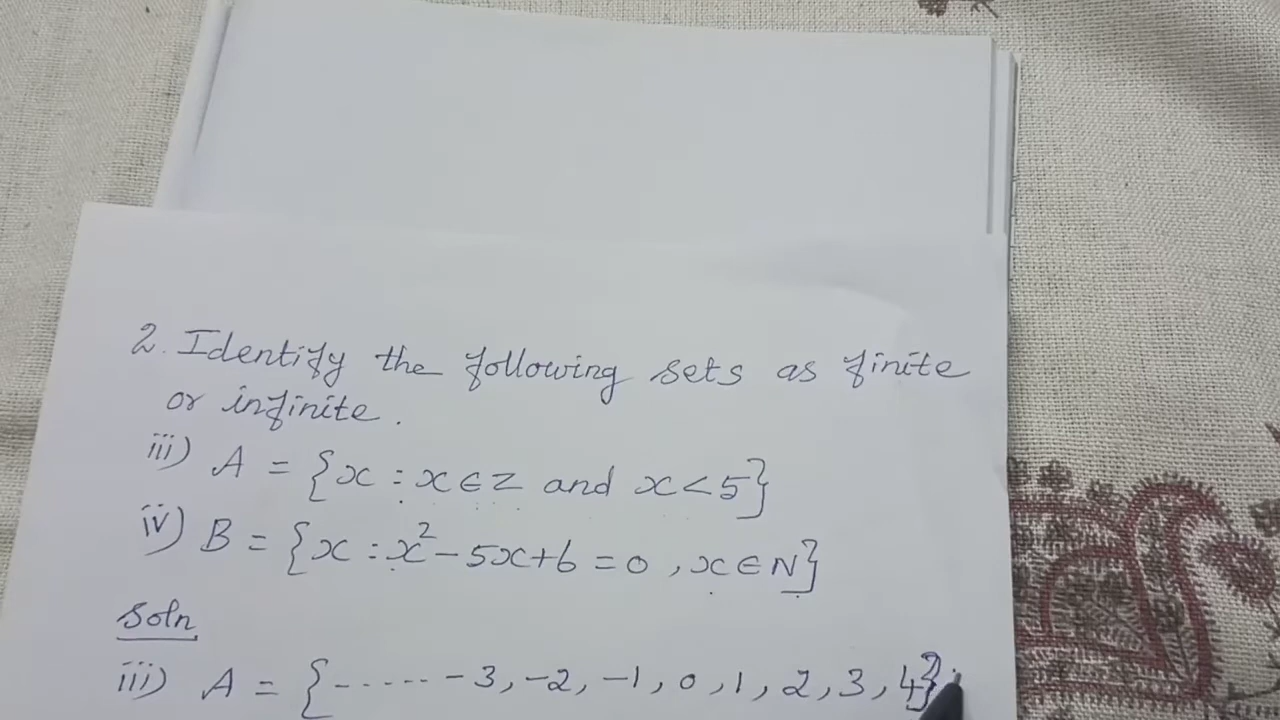 2. Identify the following sets as finite
or infinite.
iii) A = {x : x ∈ Z and x < 5}
iv) B = {x : x² - 5x + 6 = 0, x ∈ N}
Soln
iii) A = {------ -3, -2, -1, 0, 1, 2, 3, 4}